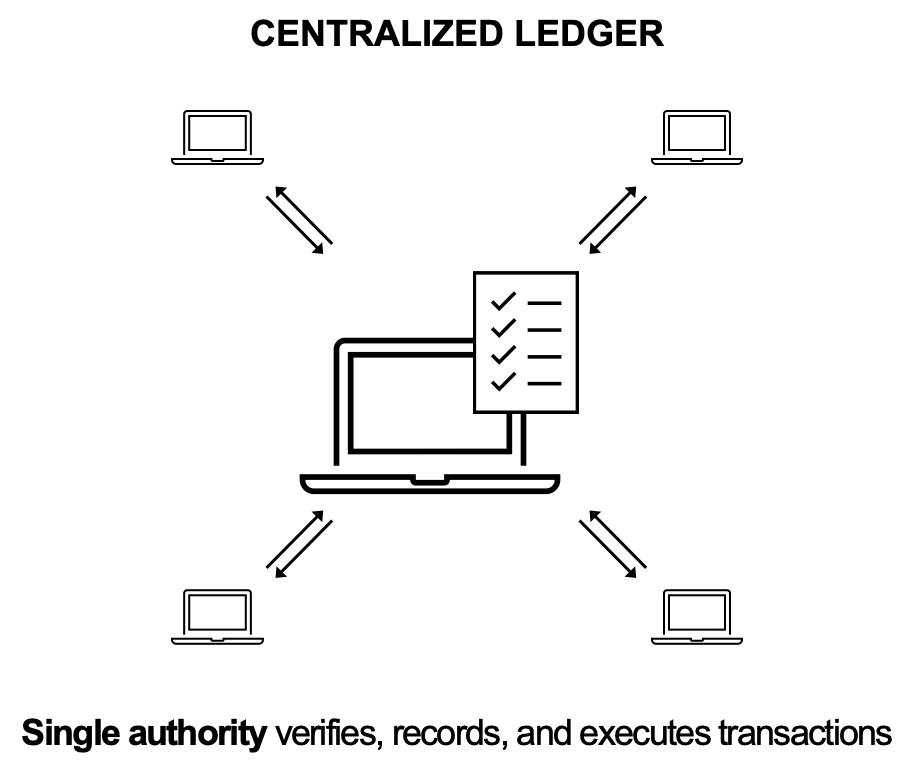 CENTRALIZED LEDGER
Single authority verifies, records, and executes transactions